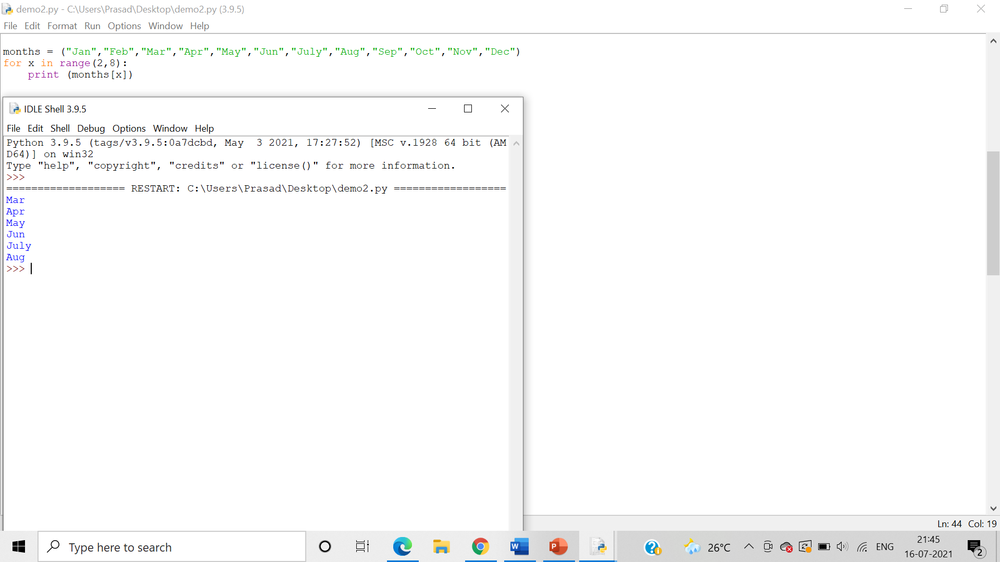 demo2.py - C:\Users\Prasad\Desktop\demo2.py (3.9.5)
File Edit Format Run Options Window Help
months = ("Jan","Feb","Mar","Apr","May","Jun","July","Aug","Sep","Oct","Nov","Dec")
for x in range(2,8):
    print (months[x])
IDLE Shell 3.9.5
File Edit Shell Debug Options Window Help
Python 3.9.5 (tags/v3.9.5:0a7dcbd, May  3 2021, 17:27:52) [MSC v.1928 64 bit (AM
D64)] on win32
Type "help", "copyright", "credits" or "license()" for more information.
>>>
=================== RESTART: C:\Users\Prasad\Desktop\demo2.py ==================
Mar
Apr
May
Jun
July
Aug
>>>
Ln: 44 Col: 19
Type here to search
26°C
ENG
21:45
16-07-2021
2